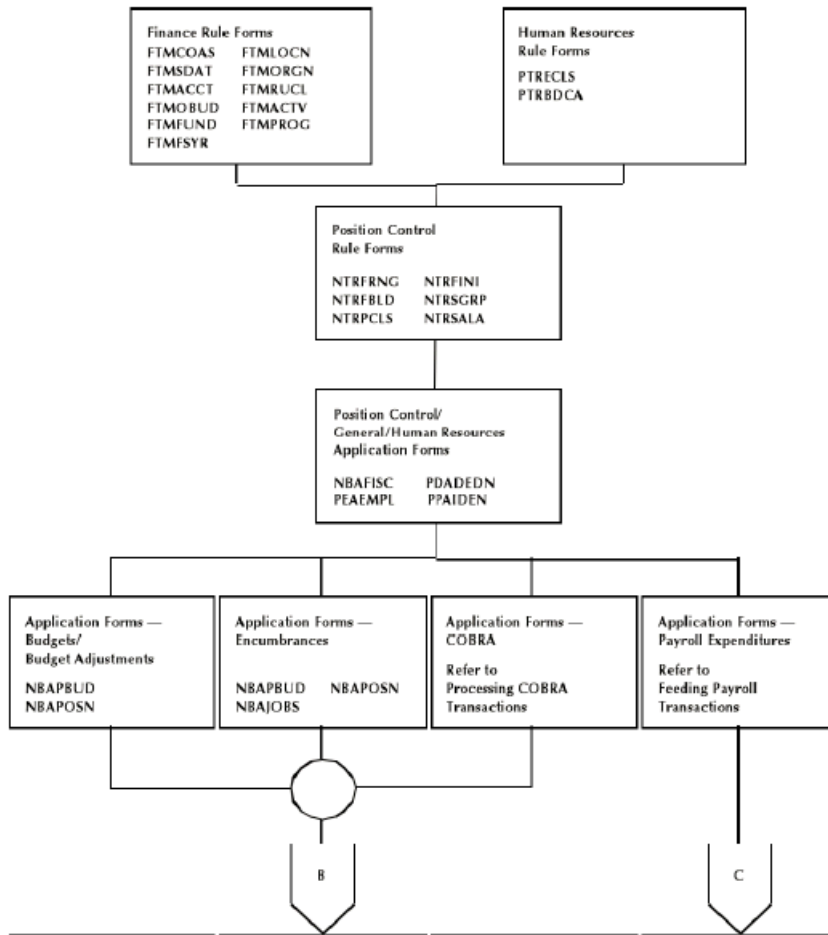 Finance Rule Forms
FTMCOAS FTMLOCN
FTMSDAT FTMORGN
FTMACCT FTMRUCL
FTMOBUD FTMACTV
FTMFUND FTMPROG
FTMFSYR
Human Resources
Rule Forms
PTRECLS
PTRBDCA
Position Control
Rule Forms
NTRFRNG NTRFINI
NTRFBLD NTRSGRP
NTRPCLS NTRSALA
Position Control/
General/Human Resources
Application Forms
NBAFISC PDADEDN
PEAEMPL PPAIDEN
Application Forms —
Budgets/
Budget Adjustments
NBAPBUD
NBAPOSN
Application Forms —
Encumbrances
NBAPBUD NBAPOSN
NBAJOBS
Application Forms —
COBRA
Refer to
Processing COBRA
Transactions
Application Forms —
Payroll Expenditures
Refer to
Feeding Payroll
Transactions
B
C